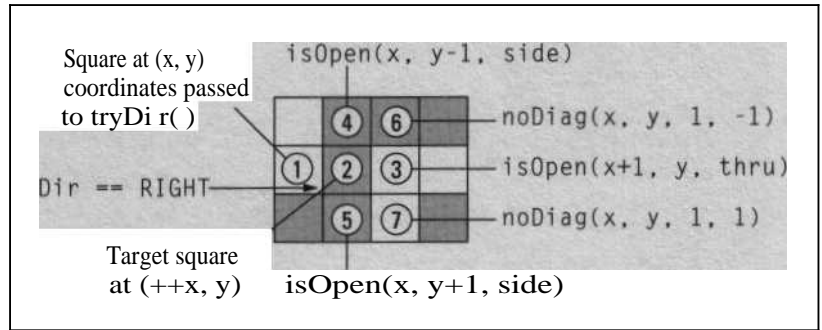 Square at (x, y)
coordinates passed
to tryDi r( )
isOpen(x, y-1, side)
4 6
noDiag(x, y, 1, -1)
1 2 3
isOpen(x+1, y, thru)
Dir == RIGHT
5 7
noDiag(x, y, 1, 1)
Target square
at (++x, y)
isOpen(x, y+1, side)